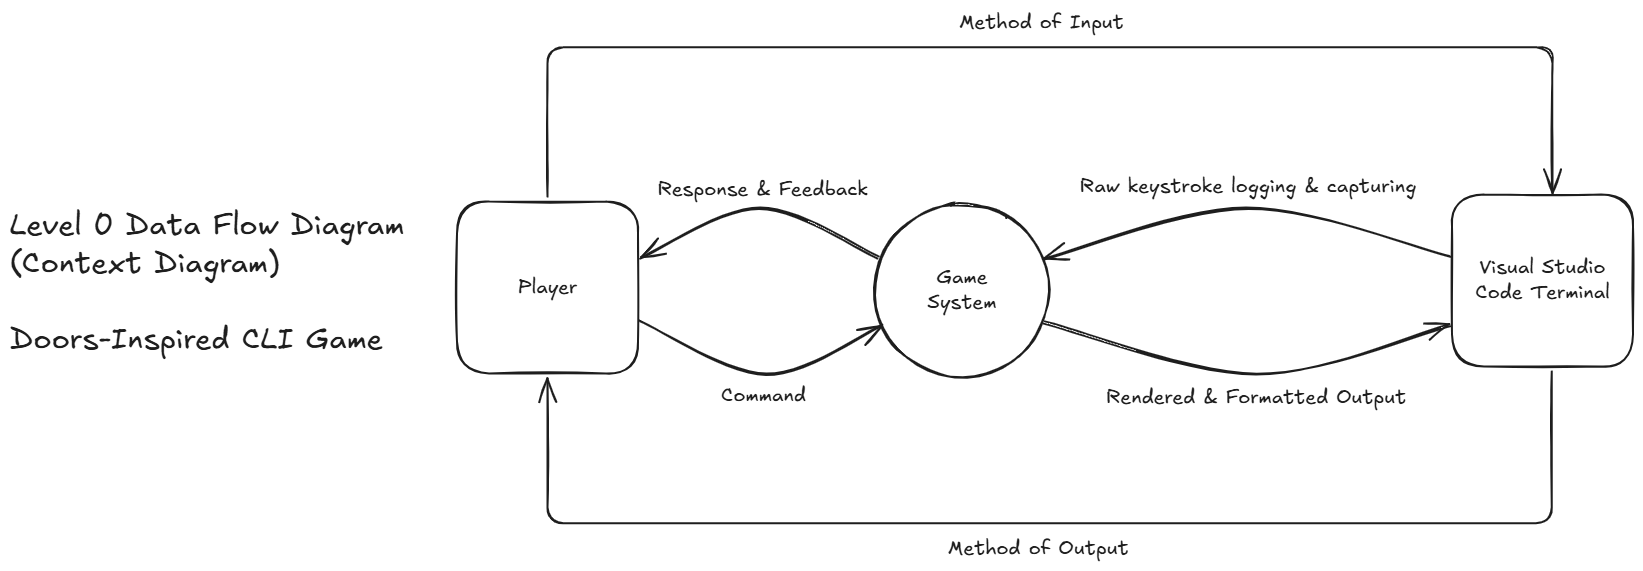 Method of Input
Response & Feedback
Raw keystroke logging & capturing
Level 0 Data Flow Diagram
(Context Diagram)
Doors-Inspired CLI Game
Player
Game
System
Visual Studio
Code Terminal
Command
Rendered & Formatted Output
Method of Output